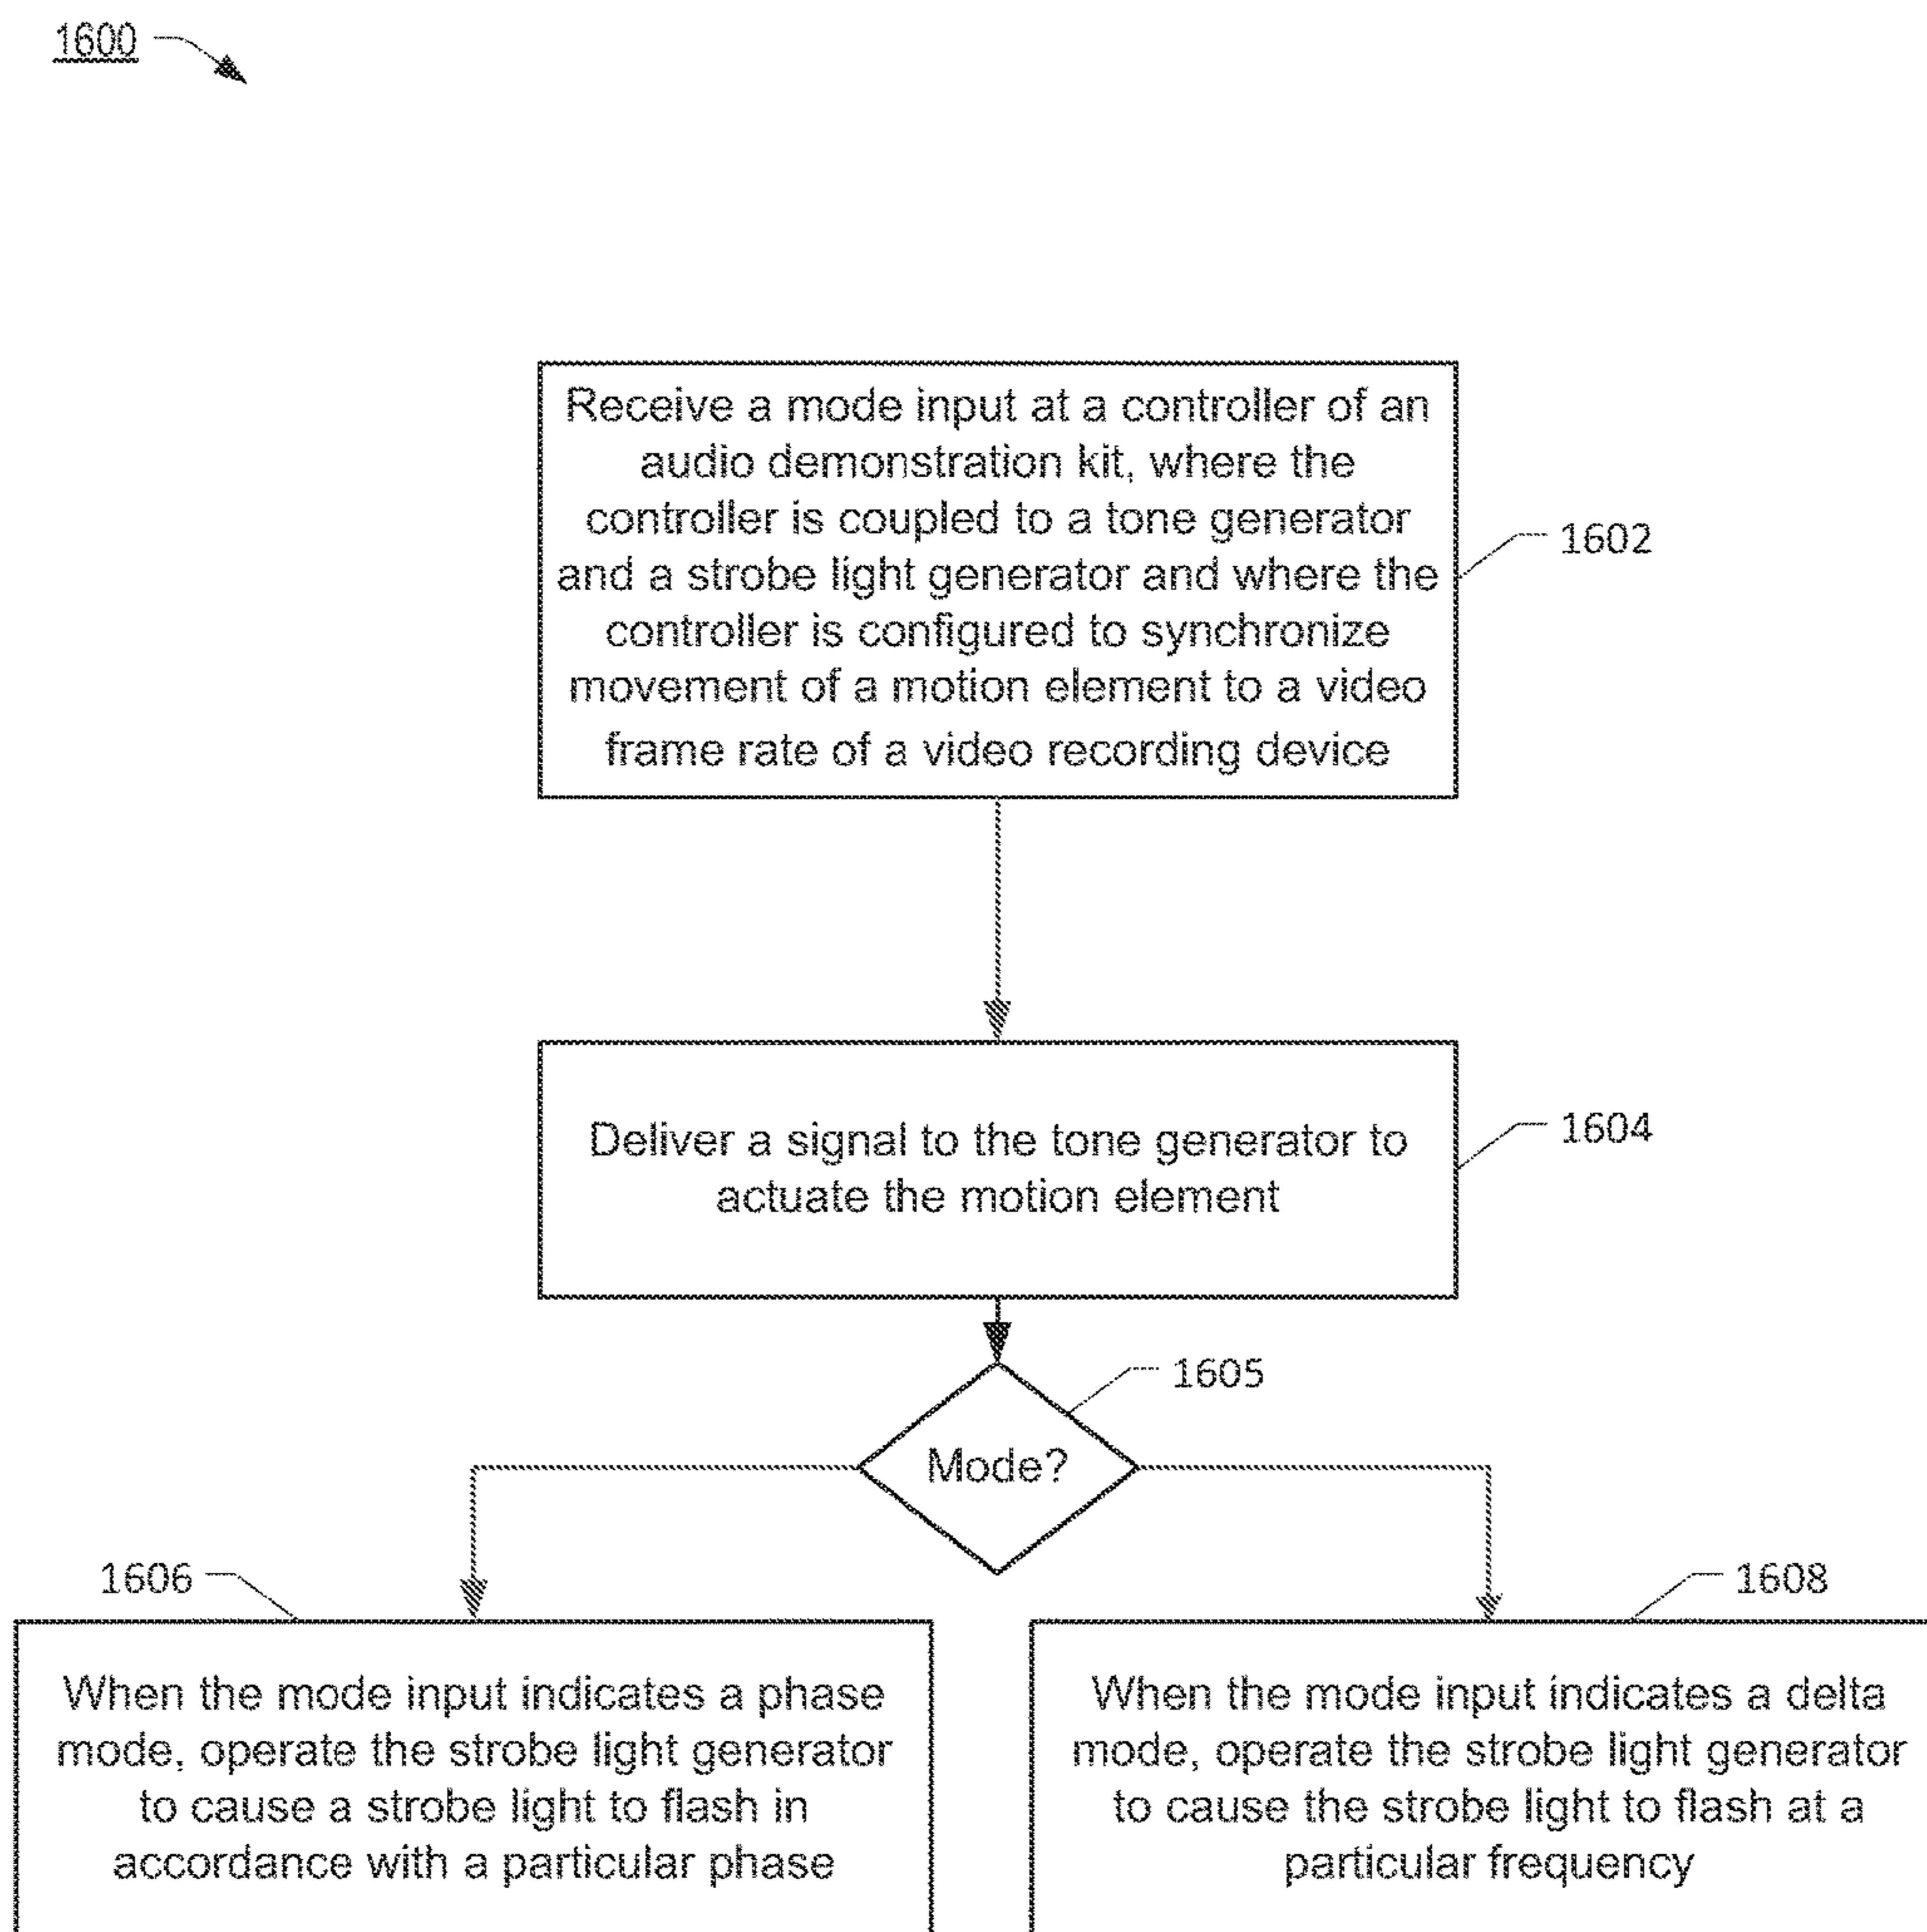 1600
Receive a mode input at a controller of an
audio demonstration kit, where the
controller is coupled to a tone generator
and a strobe light generator and where the
controller is configured to synchronize
movement of a motion element to a video
frame rate of a video recording device
1602
Deliver a signal to the tone generator to
actuate the motion element
1604
1605
Mode?
1606
When the mode input indicates a phase
mode, operate the strobe light generator
to cause a strobe light to flash in
accordance with a particular phase
1608
When the mode input indicates a delta
mode, operate the strobe light generator
to cause the strobe light to flash at a
particular frequency